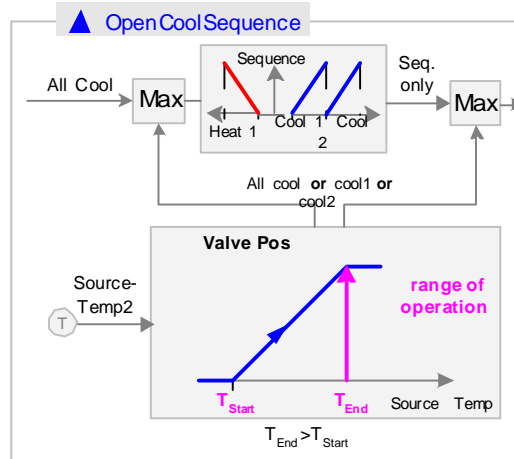 OpenCoolSequence
All Cool
Max
Sequence
Heat 1
Cool 1
Cool
2
Seq.
only
Max
All cool or cool1 or
cool2
Valve Pos
Source-
Temp2
T
range of
operation
TStart
TEnd
Source Temp
TEnd>TStart